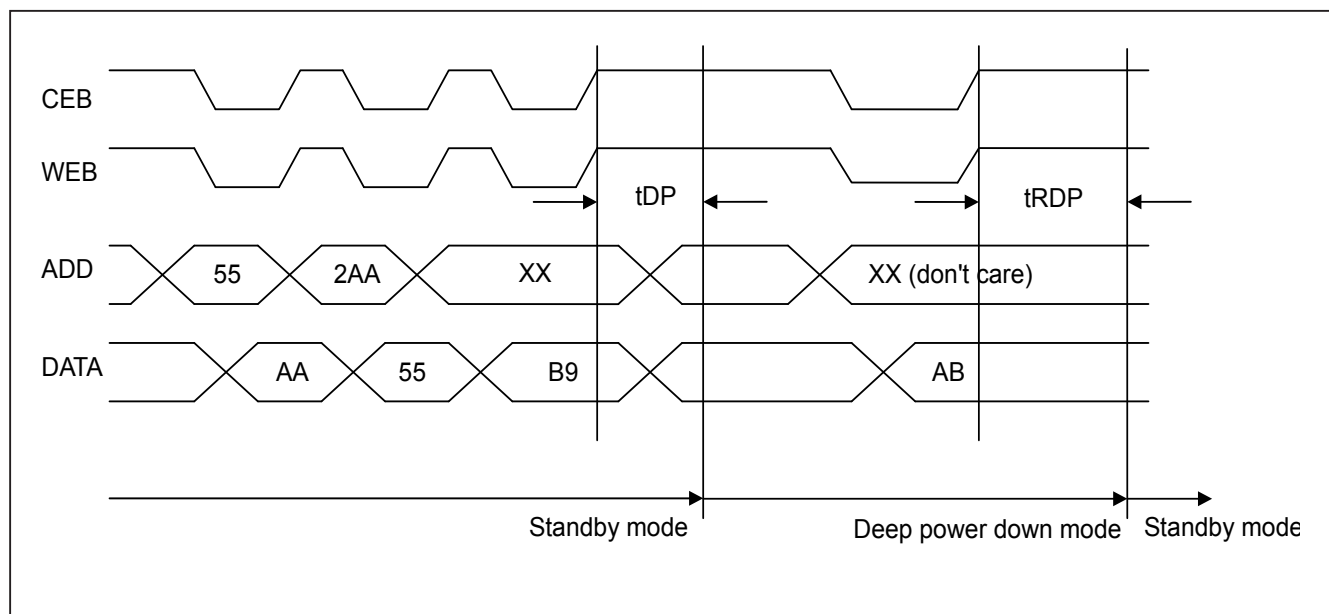 CEB
WEB
tDP
tRDP
ADD
55
2AA
XX
XX (don't care)
DATA
AA
55
B9
AB
Standby mode
Deep power down mode
Standby mode